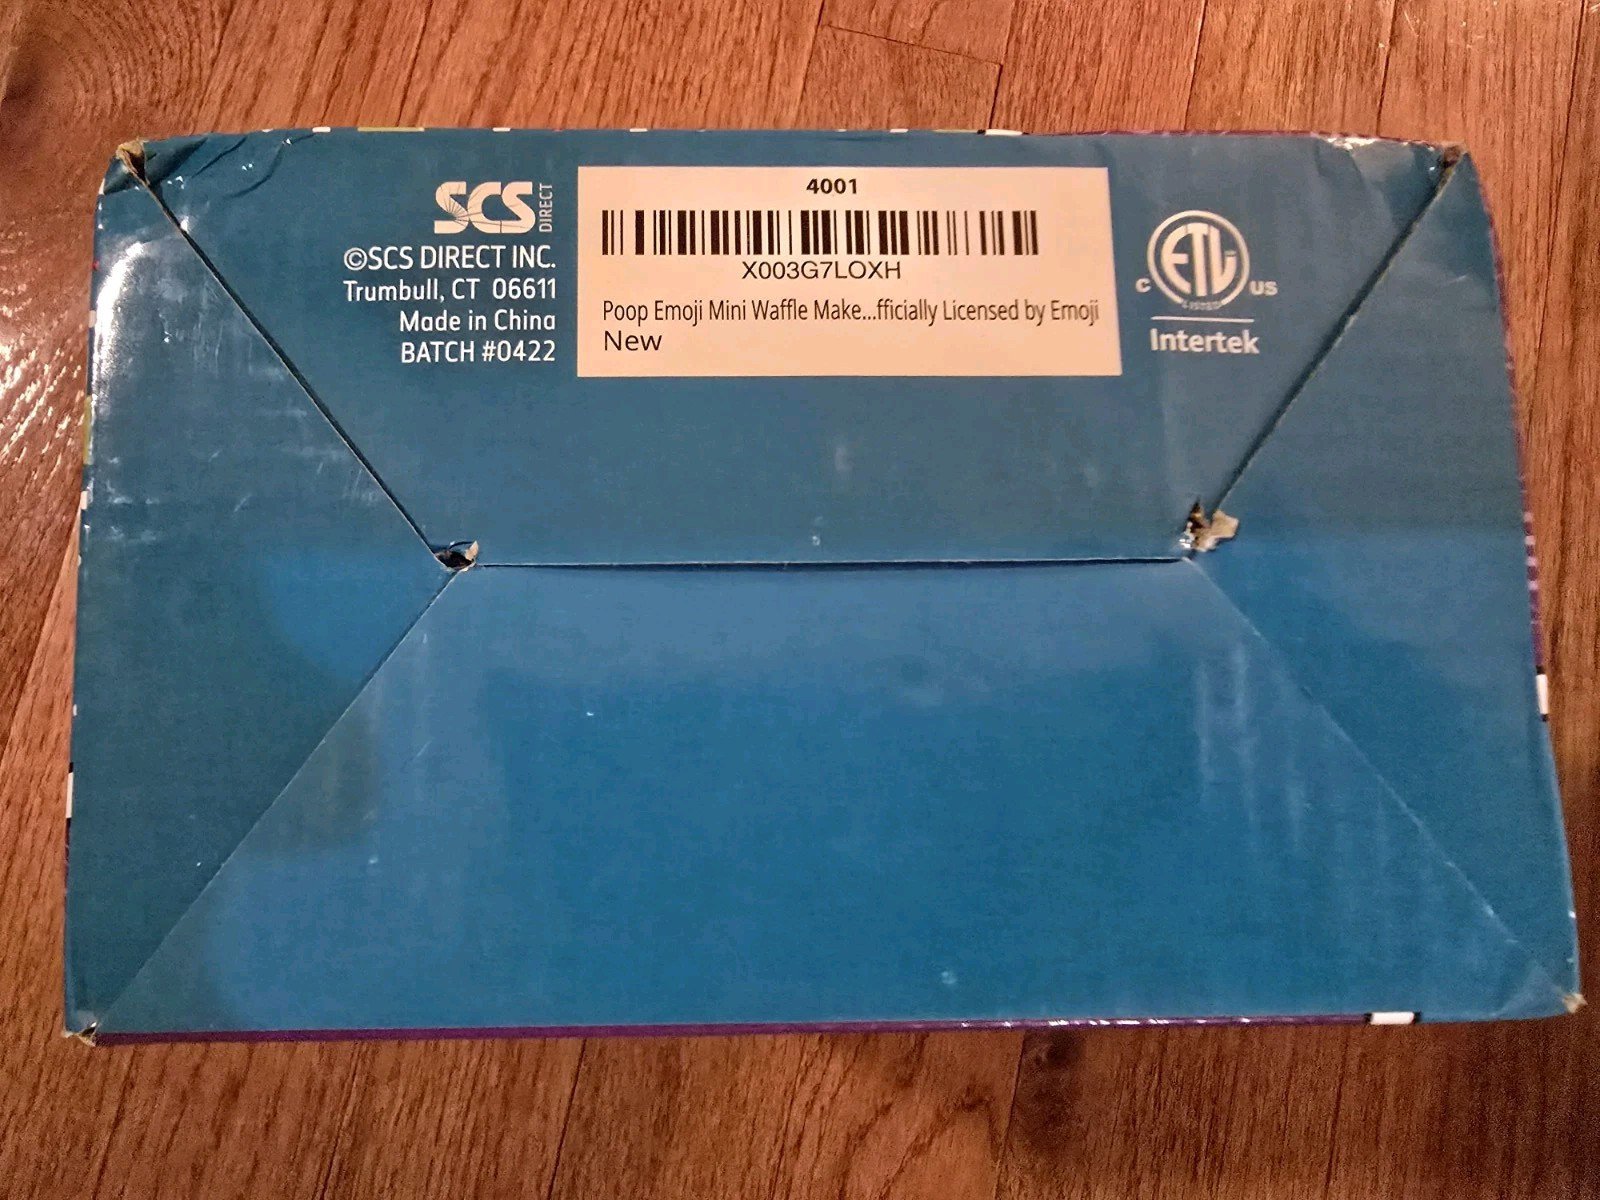 SCS DIRECT
©SCS DIRECT INC.
Trumbull, CT 06611
Made in China
BATCH #0422
4001
X003G7LOXH
Poop Emoji Mini Waffle Make...fficially Licensed by Emoji
New
ETL
C US
LISTED
Intertek